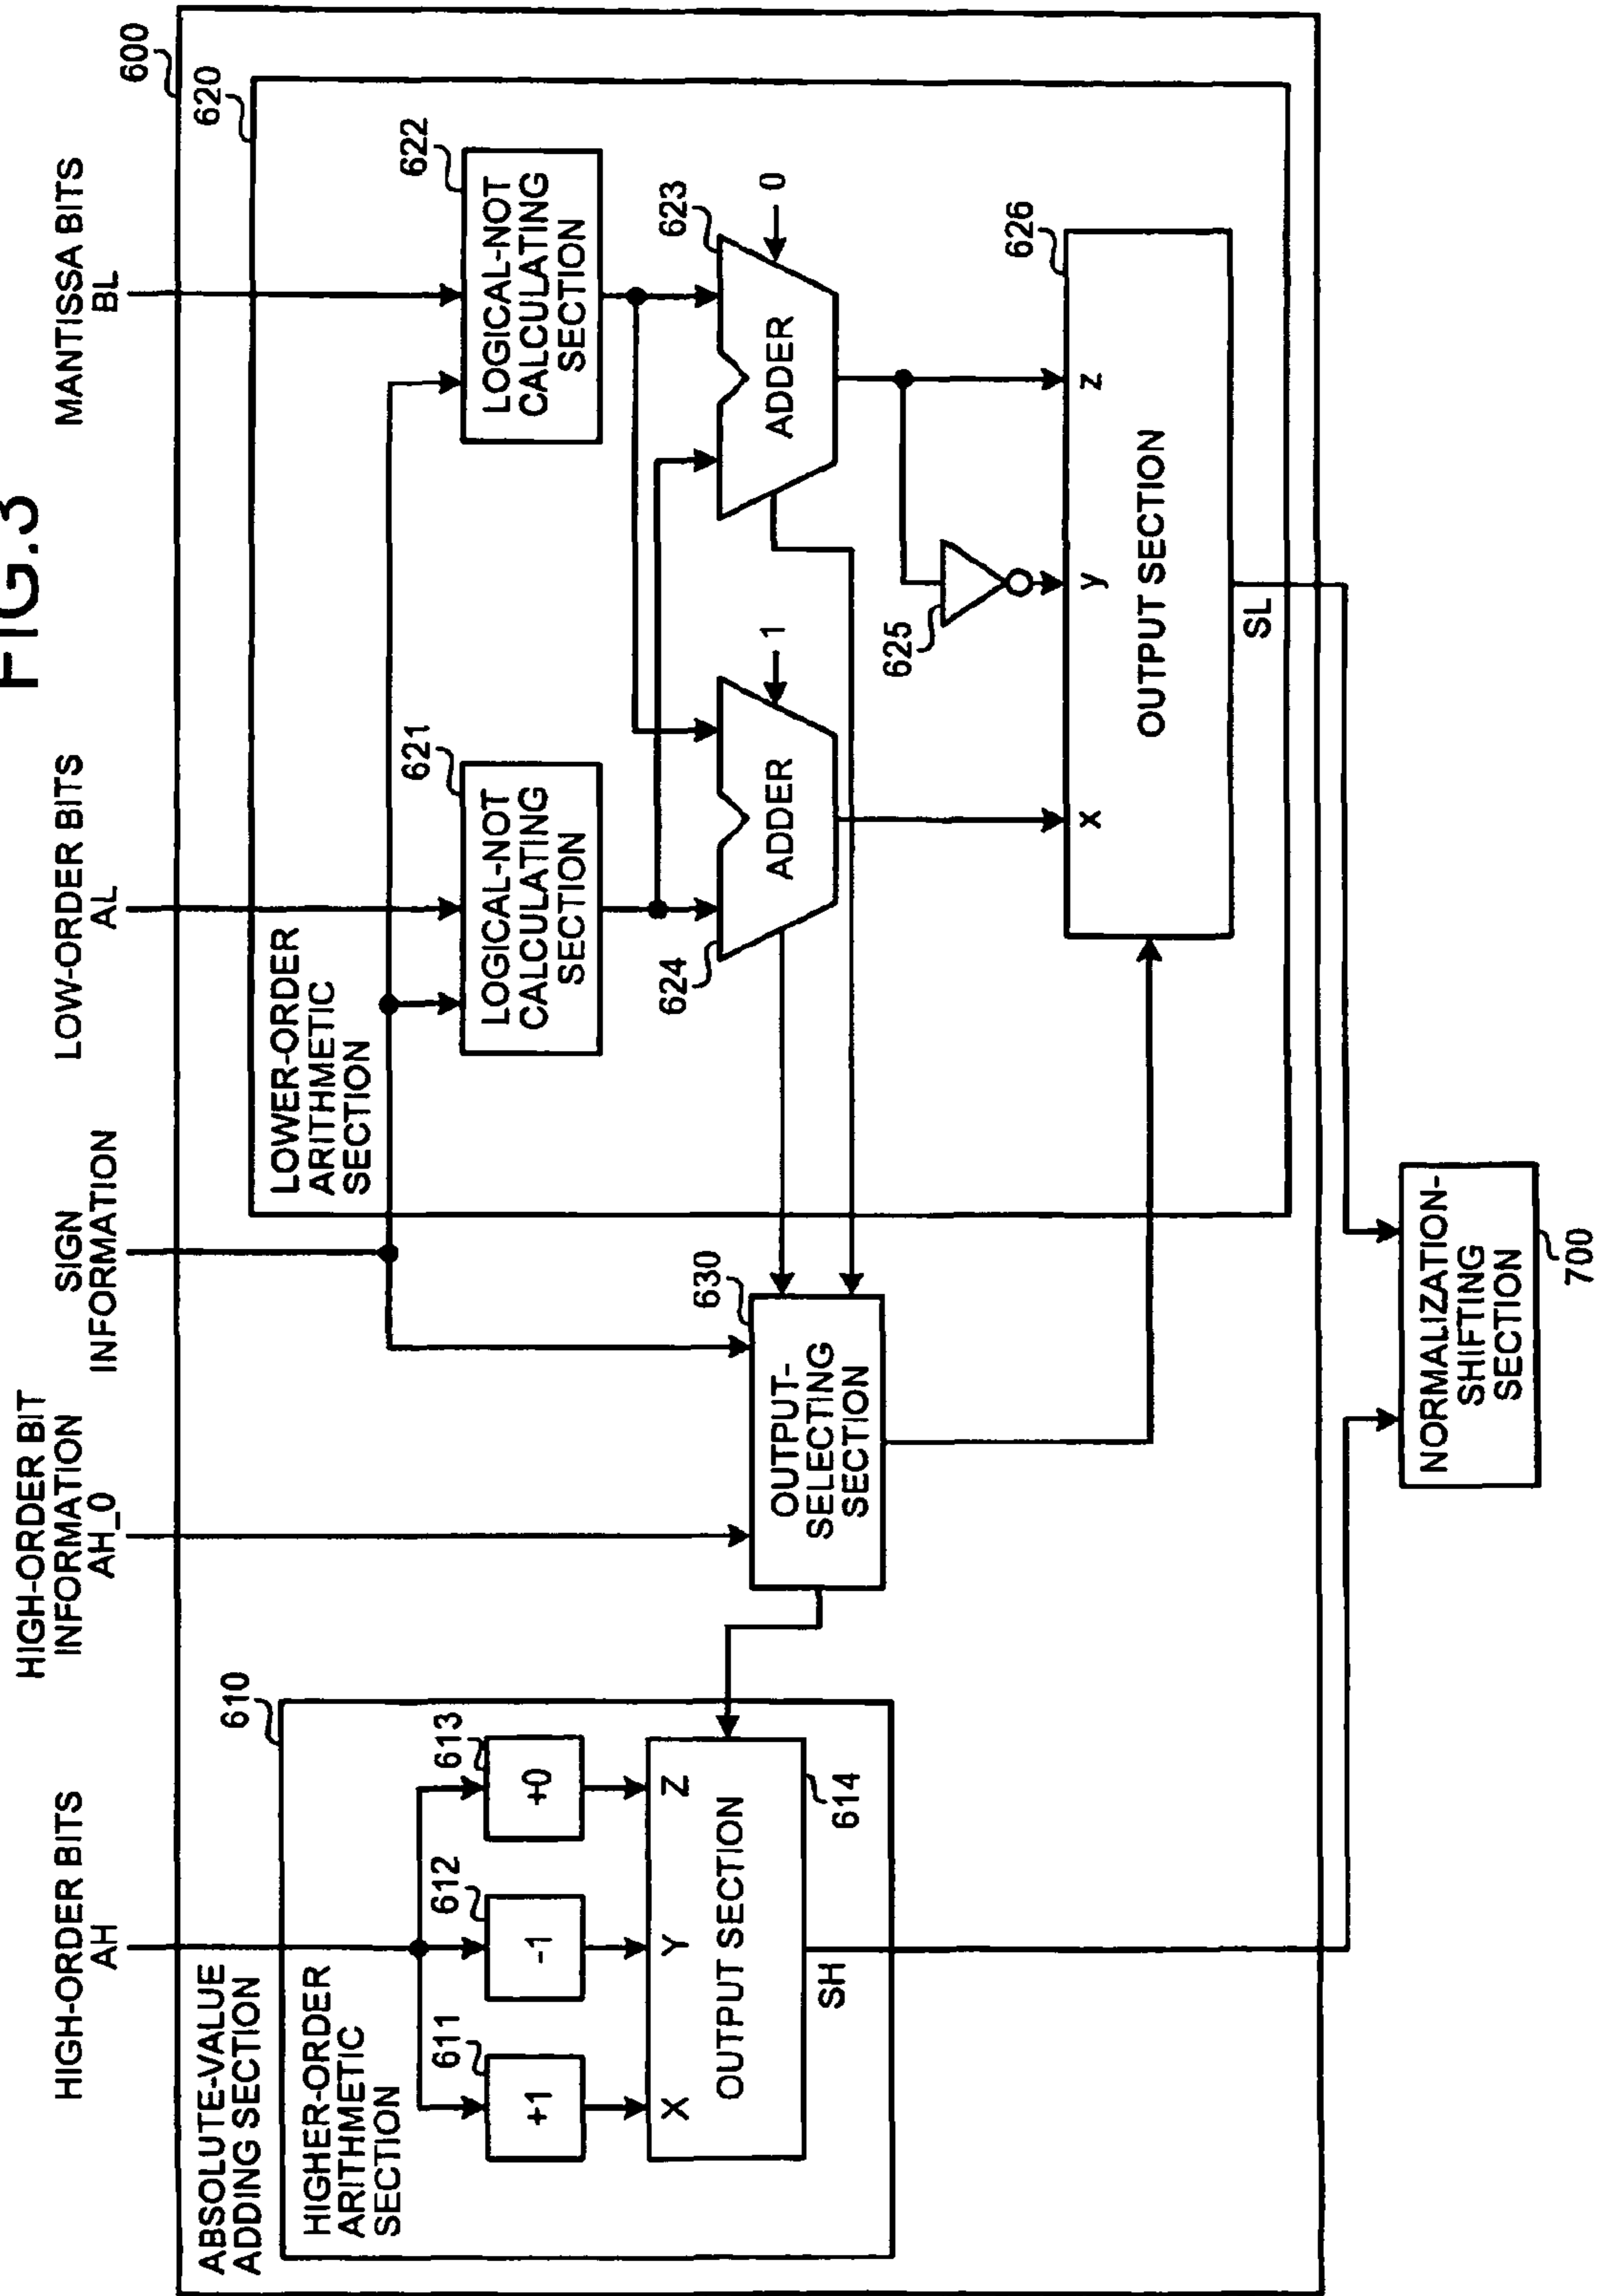 FIG.3
HIGH-ORDER BITS
AH
HIGH-ORDER BIT
INFORMATION
AH_0
SIGN
INFORMATION
LOW-ORDER BITS
AL
MANTISSA BITS
BL
600
ABSOLUTE-VALUE
ADDING SECTION
610
HIGHER-ORDER
ARITHMETIC
SECTION
611
+1
612
-1
613
+0
X
Y
Z
OUTPUT SECTION
614
SH
630
OUTPUT-
SELECTING
SECTION
620
LOWER-ORDER
ARITHMETIC
SECTION
621
LOGICAL-NOT
CALCULATING
SECTION
622
LOGICAL-NOT
CALCULATING
SECTION
624
ADDER
1
623
ADDER
0
625
626
x
y
z
OUTPUT SECTION
SL
NORMALIZATION-
SHIFTING
SECTION
700